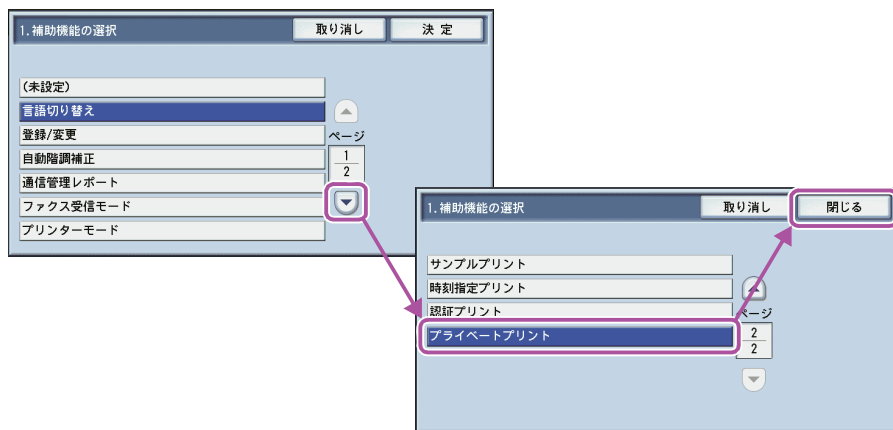 1.補助機能の選択
取り消し
決 定
(未設定)
言語切り替え
登録/変更
自動階調補正
通信管理レポート
ファクス受信モード
プリンターモード
ページ
1
2
1.補助機能の選択
取り消し
閉じる
サンプルプリント
時刻指定プリント
認証プリント
プライベートプリント
ページ
2
2